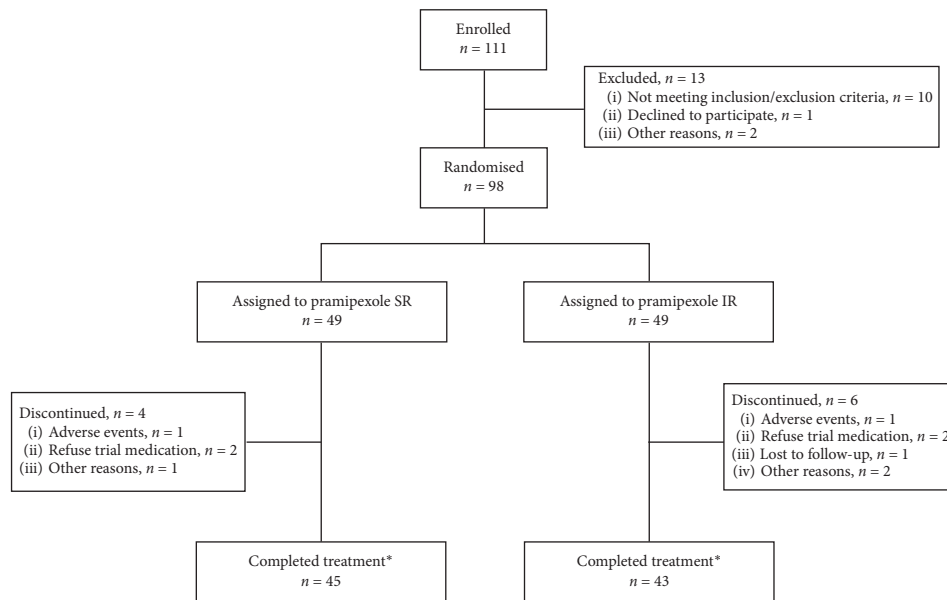 Enrolled
n = 111
Excluded, n = 13
(i) Not meeting inclusion/exclusion criteria, n = 10
(ii) Declined to participate, n = 1
(iii) Other reasons, n = 2
Randomised
n = 98
Assigned to pramipexole SR
n = 49
Assigned to pramipexole IR
n = 49
Discontinued, n = 4
(i) Adverse events, n = 1
(ii) Refuse trial medication, n = 2
(iii) Other reasons, n = 1
Discontinued, n = 6
(i) Adverse events, n = 1
(ii) Refuse trial medication, n = 2
(iii) Lost to follow-up, n = 1
(iv) Other reasons, n = 2
Completed treatment*
n = 45
Completed treatment*
n = 43